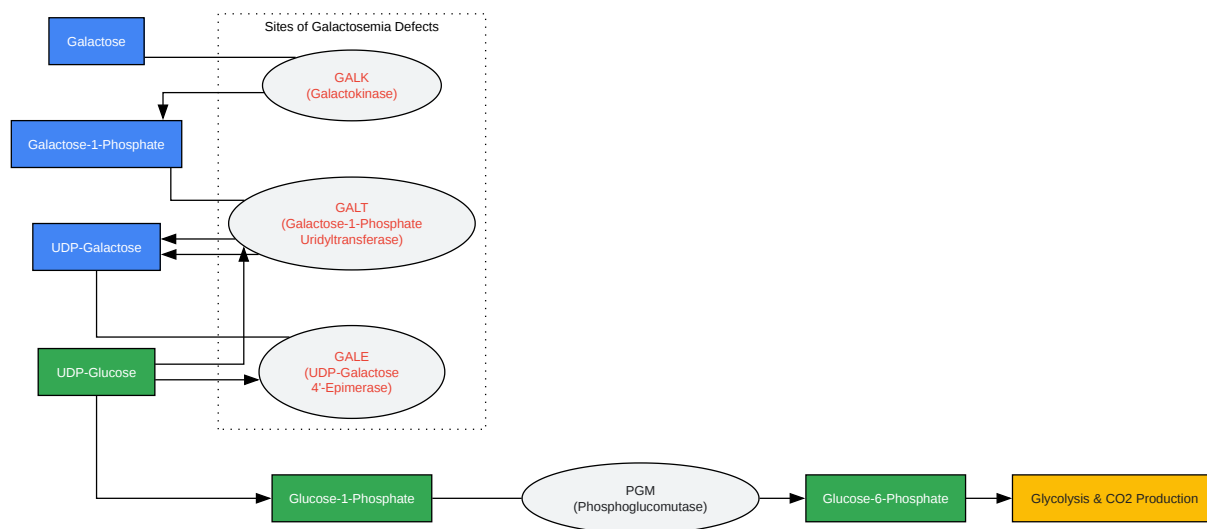 Sites of Galactosemia Defects
Galactose
GALK
(Galactokinase)
Galactose-1-Phosphate
GALT
(Galactose-1-Phosphate
Uridyltransferase)
UDP-Galactose
GALE
(UDP-Galactose
4'-Epimerase)
UDP-Glucose
Glucose-1-Phosphate
PGM
(Phosphoglucomutase)
Glucose-6-Phosphate
Glycolysis & CO2 Production